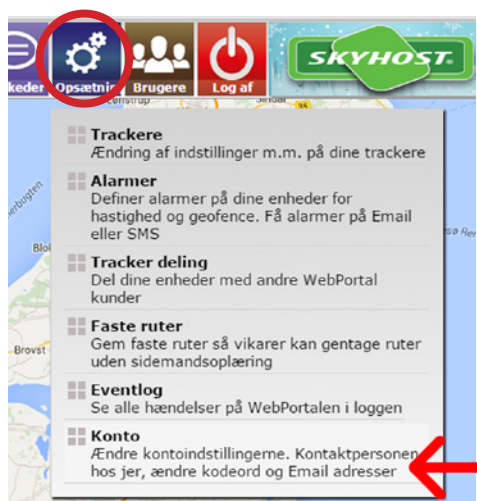 SKYHOST.
keder Opsætnin Brugere Log af
Trackere
Ændring af indstillinger m.m. på dine trackere
Alarmer
Definer alarmer på dine enheder for
hastighed og geofence. Få alarmer på Email
eller SMS
Tracker deling
Del dine enheder med andre WebPortal
kunder
Faste ruter
Gem faste ruter så vikarer kan gentage ruter
uden sidemandsoplæring
Eventlog
Se alle hændelser på WebPortalen i loggen
Konto
Ændre kontoindstillingerne. Kontaktpersonen
hos jer, ændre kodeord og Email adresser
Brovst